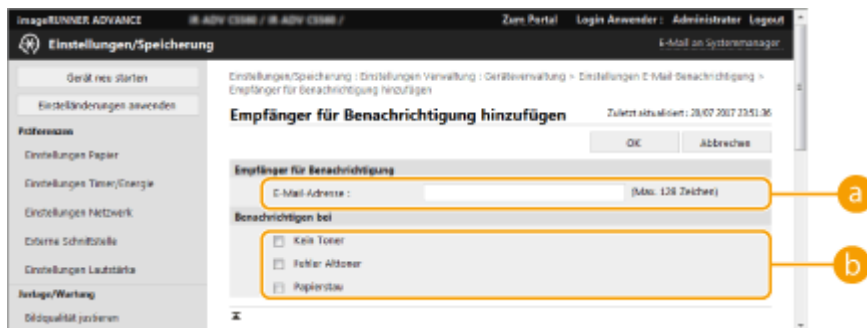 imageRUNNER ADVANCE
Zum Portal Login Anwender : Administrator Logout
Einstellungen/Speicherung
E-Mail an Systemmanager
Gerät neu starten
Einstelländerungen anwenden
Präferenzen
Einstellungen Papier
Einstellungen Timer/Energie
Einstellungen Netzwerk
Externe Schnittstelle
Einstellungen Lautstärke
Justage/Wartung
Bildqualität justieren
Einstellungen/Speicherung : Einstellungen Verwaltung : Geräteverwaltung > Einstellungen E-Mail-Benachrichtigung >
Empfänger für Benachrichtigung hinzufügen
Empfänger für Benachrichtigung hinzufügen
Zuletzt aktualisiert : 28/07 2017 23:51:36
OK Abbrechen
Empfänger für Benachrichtigung
E-Mail-Adresse : (Max. 128 Zeichen)
a
Benachrichtigen bei
Kein Toner
Fehler Alttoner
Papierstau
b